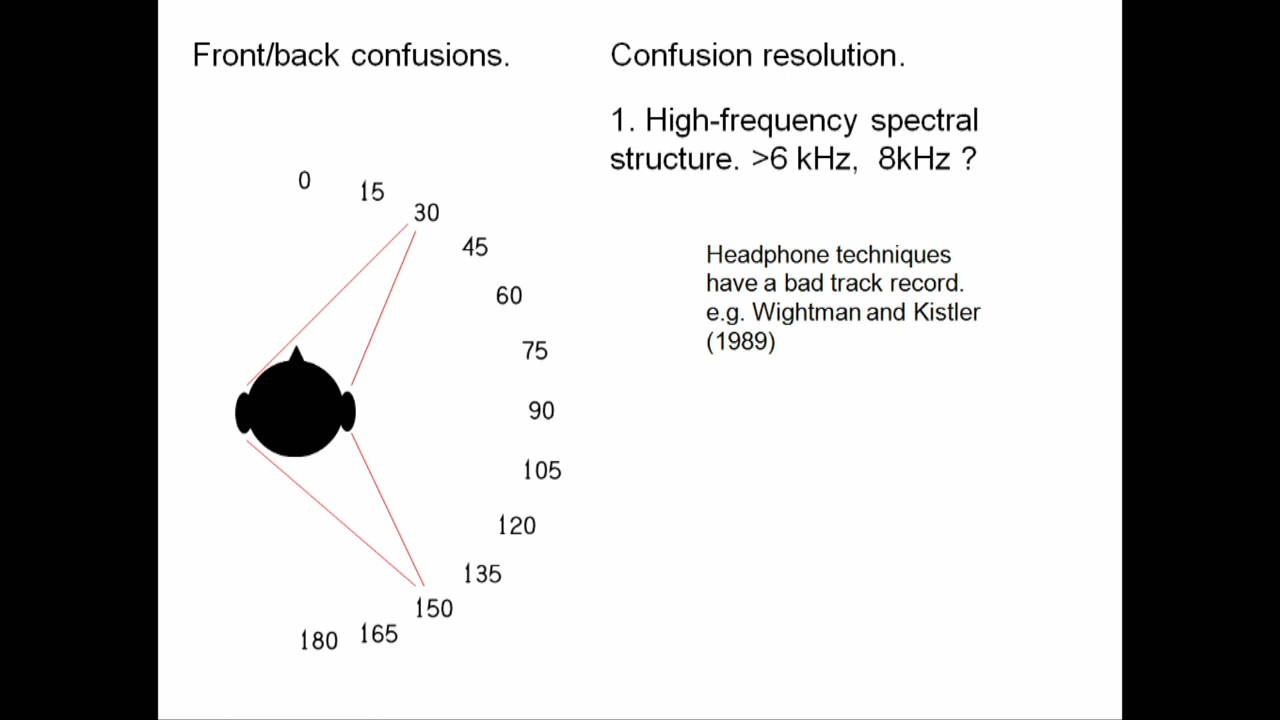 Front/back confusions.
Confusion resolution.
1. High-frequency spectral
structure. >6 kHz, 8kHz ?
Headphone techniques
have a bad track record.
e.g. Wightman and Kistler
(1989)
0
15
30
45
60
75
90
105
120
135
150
165
180